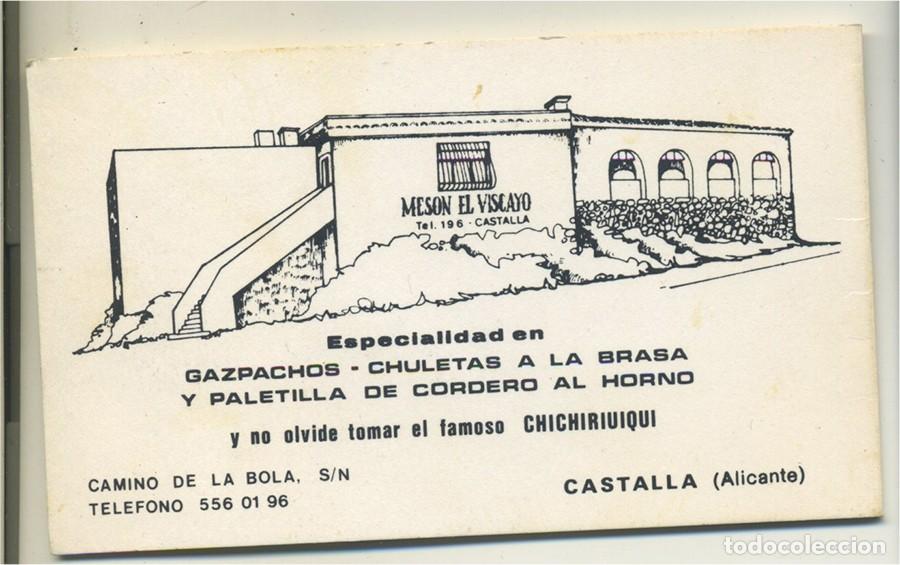 MESON EL VISCAYO
Tel. 196 - CASTALLA
Especialidad en
GAZPACHOS - CHULETAS A LA BRASA
Y PALETILLA DE CORDERO AL HORNO
y no olvide tomar el famoso CHICHIRIUIQUI
CAMINO DE LA BOLA, S/N
TELEFONO 556 01 96
CASTALLA (Alicante)
todocoleccion